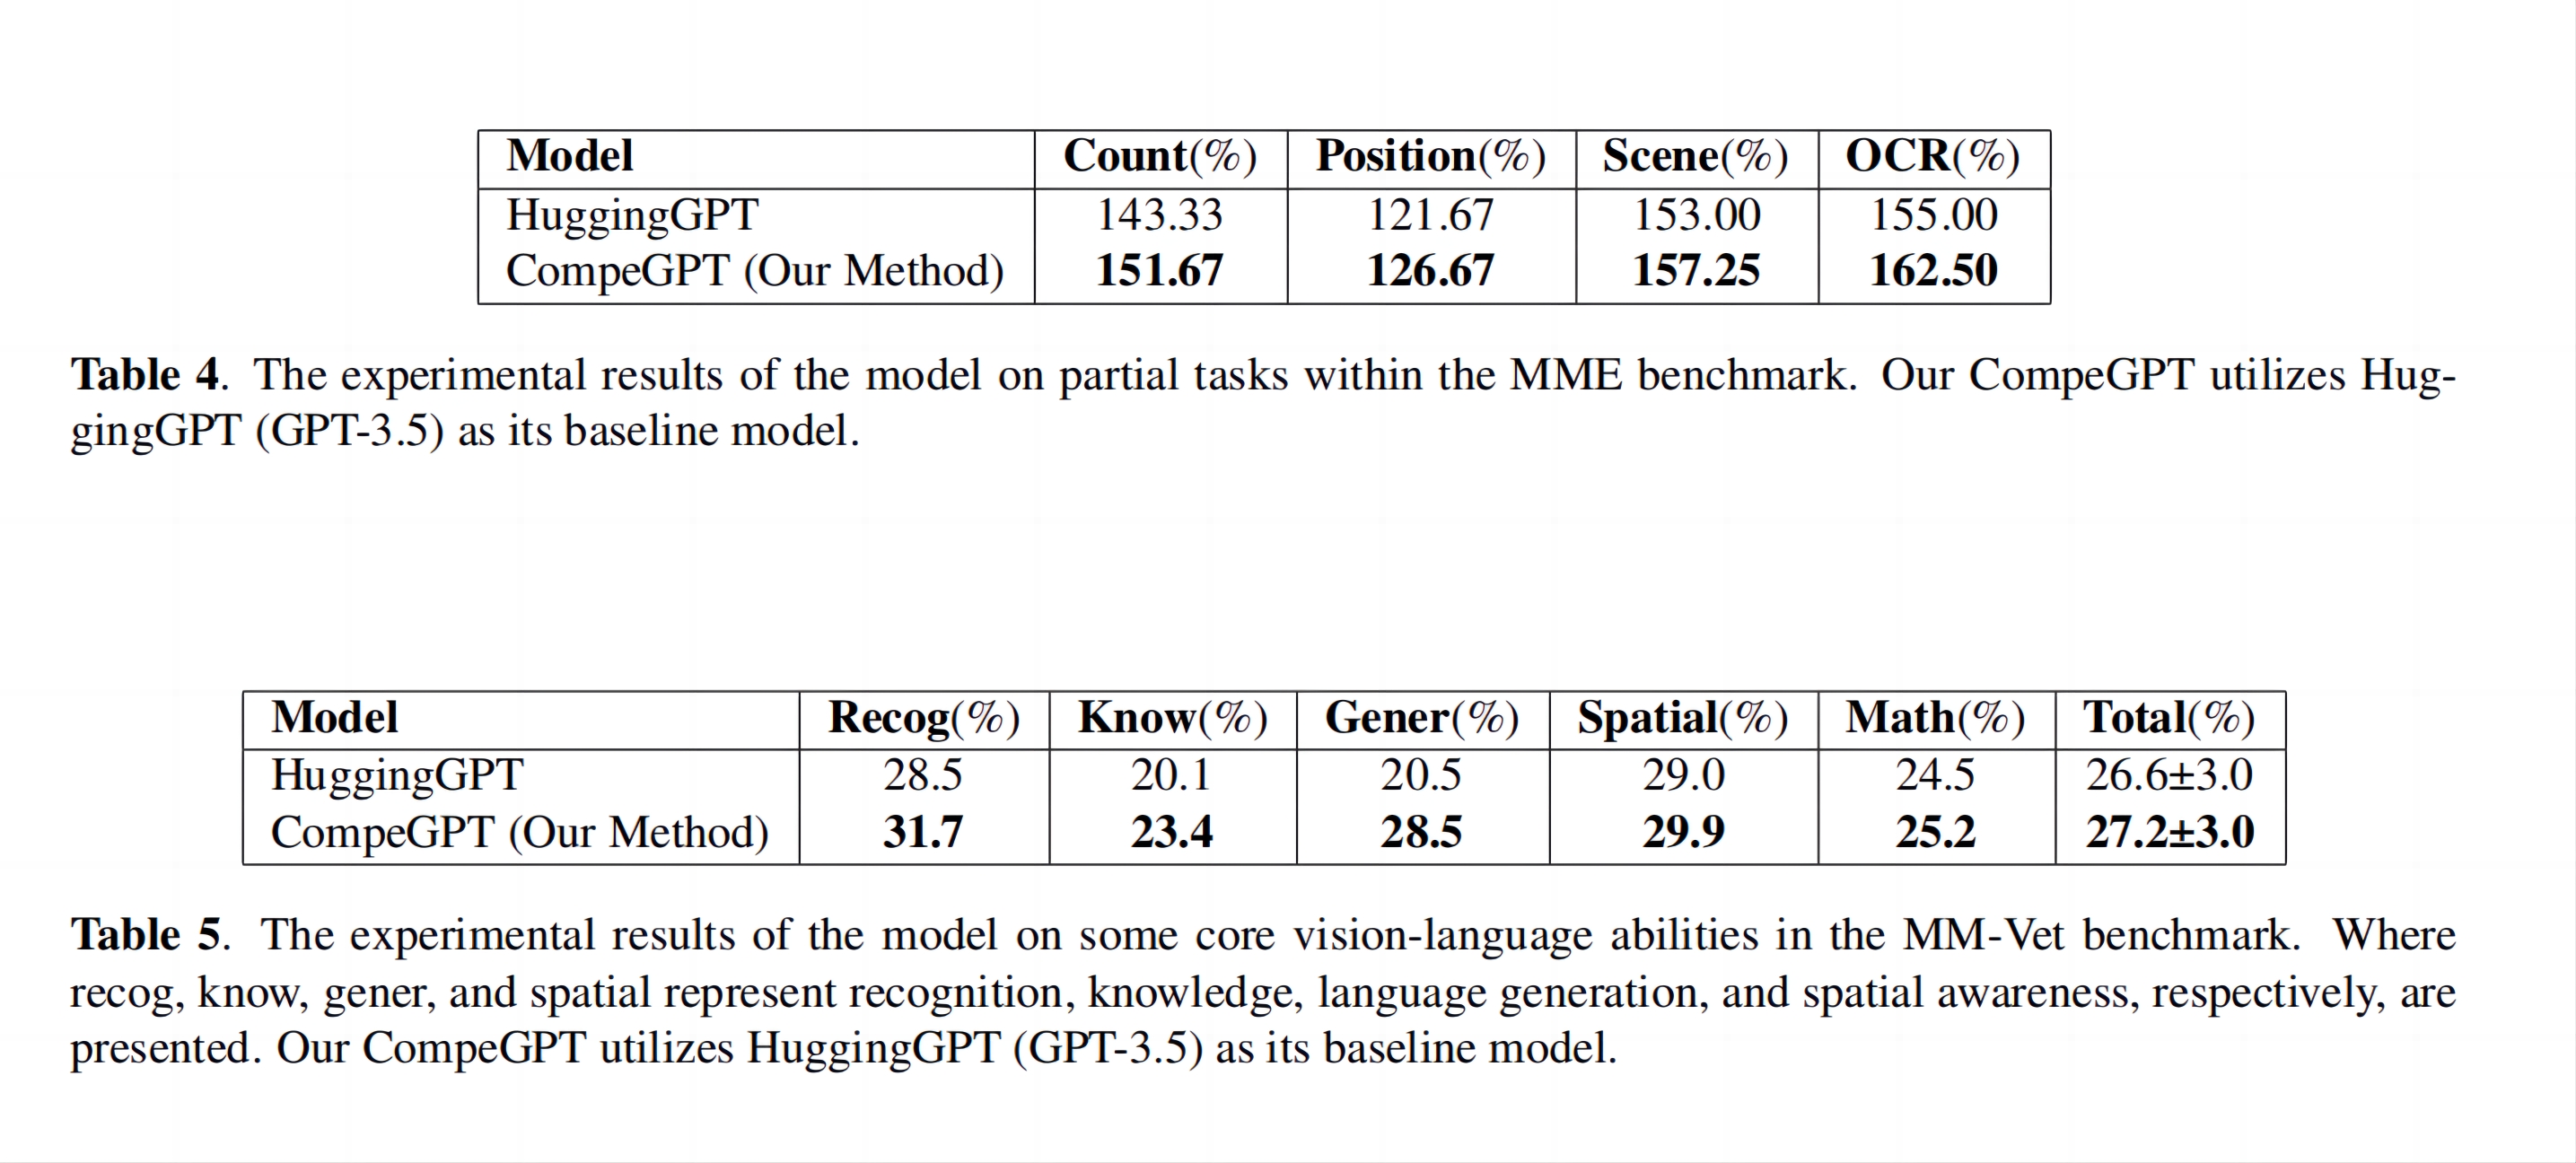 Model Count(%) Position(%) Scene(%) OCR(%)
HuggingGPT 143.33 121.67 153.00 155.00
CompeGPT (Our Method) 151.67 126.67 157.25 162.50
Table 4. The experimental results of the model on partial tasks within the MME benchmark. Our CompeGPT utilizes Hug-
gingGPT (GPT-3.5) as its baseline model.
Model Recog(%) Know(%) Gener(%) Spatial(%) Math(%) Total(%)
HuggingGPT 28.5 20.1 20.5 29.0 24.5 26.6±3.0
CompeGPT (Our Method) 31.7 23.4 28.5 29.9 25.2 27.2±3.0
Table 5. The experimental results of the model on some core vision-language abilities in the MM-Vet benchmark. Where
recog, know, gener, and spatial represent recognition, knowledge, language generation, and spatial awareness, respectively, are
presented. Our CompeGPT utilizes HuggingGPT (GPT-3.5) as its baseline model.